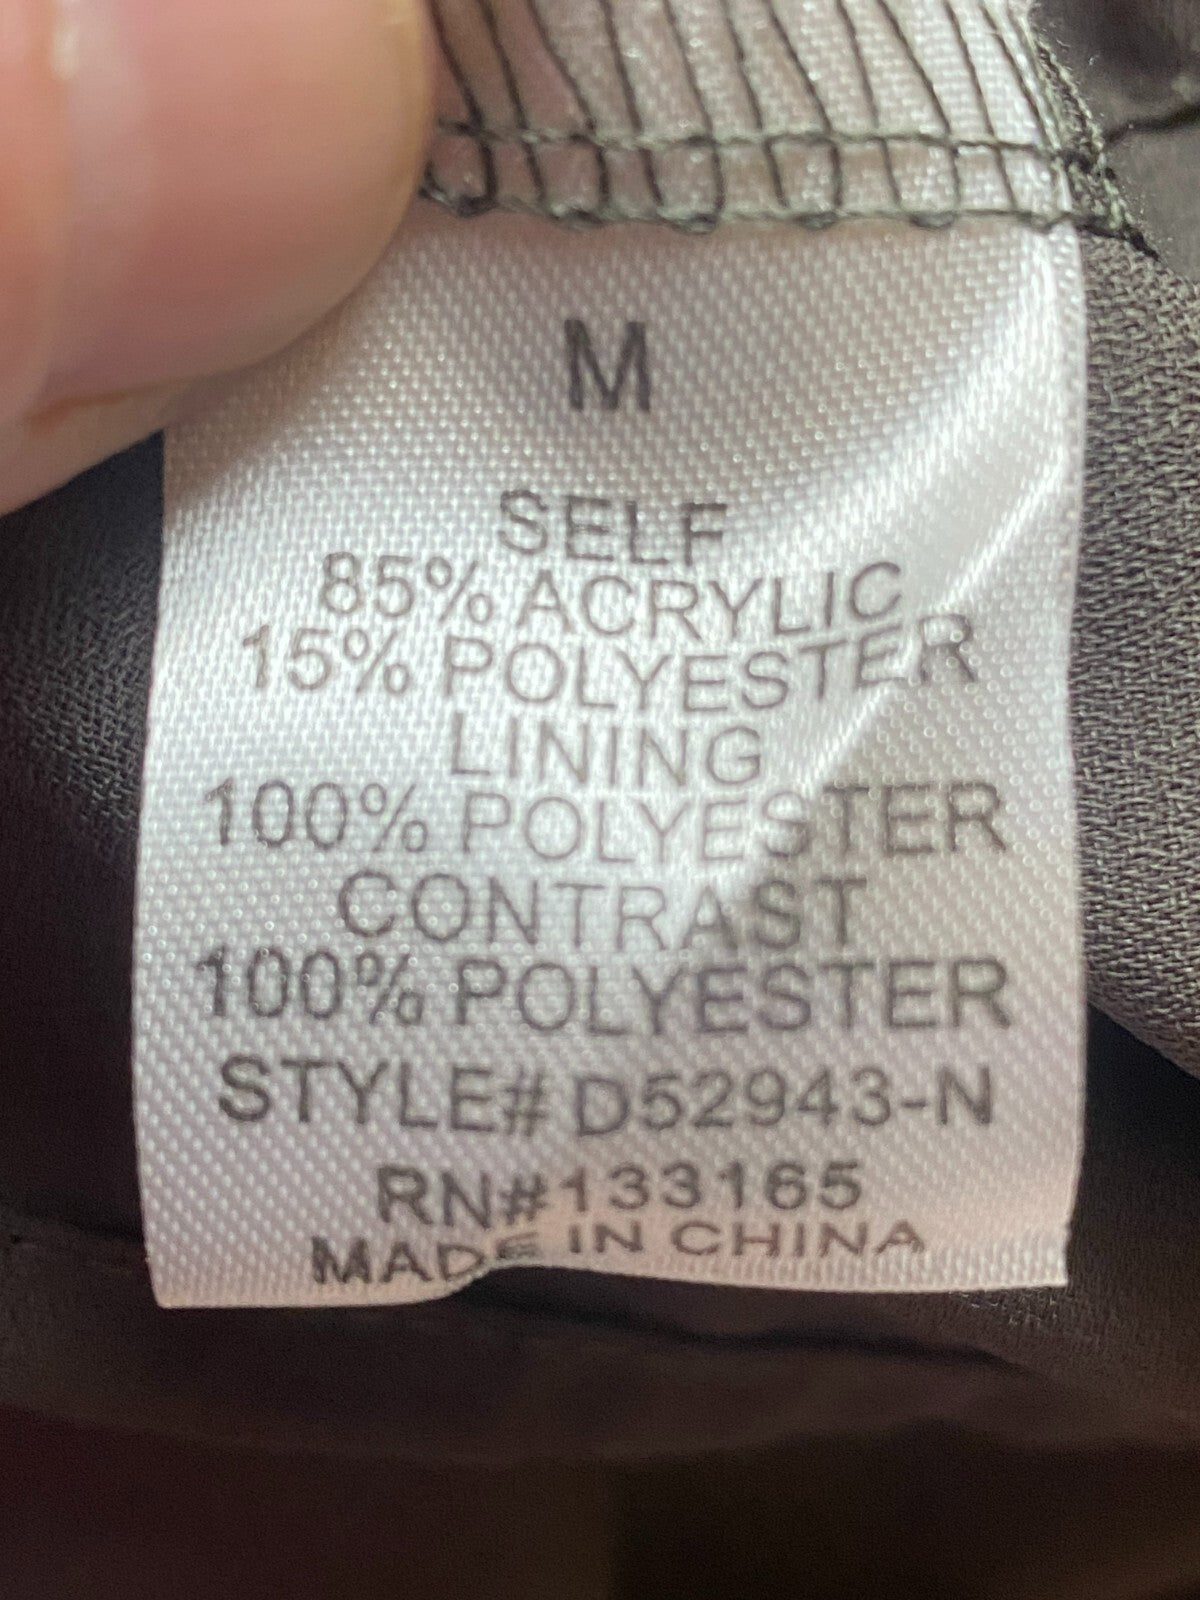 M
SELF
85% ACRYLIC
15% POLYESTER
LINING
100% POLYESTER
CONTRAST
100% POLYESTER
STYLE# D52943-N
RN#133165
MADE IN CHINA